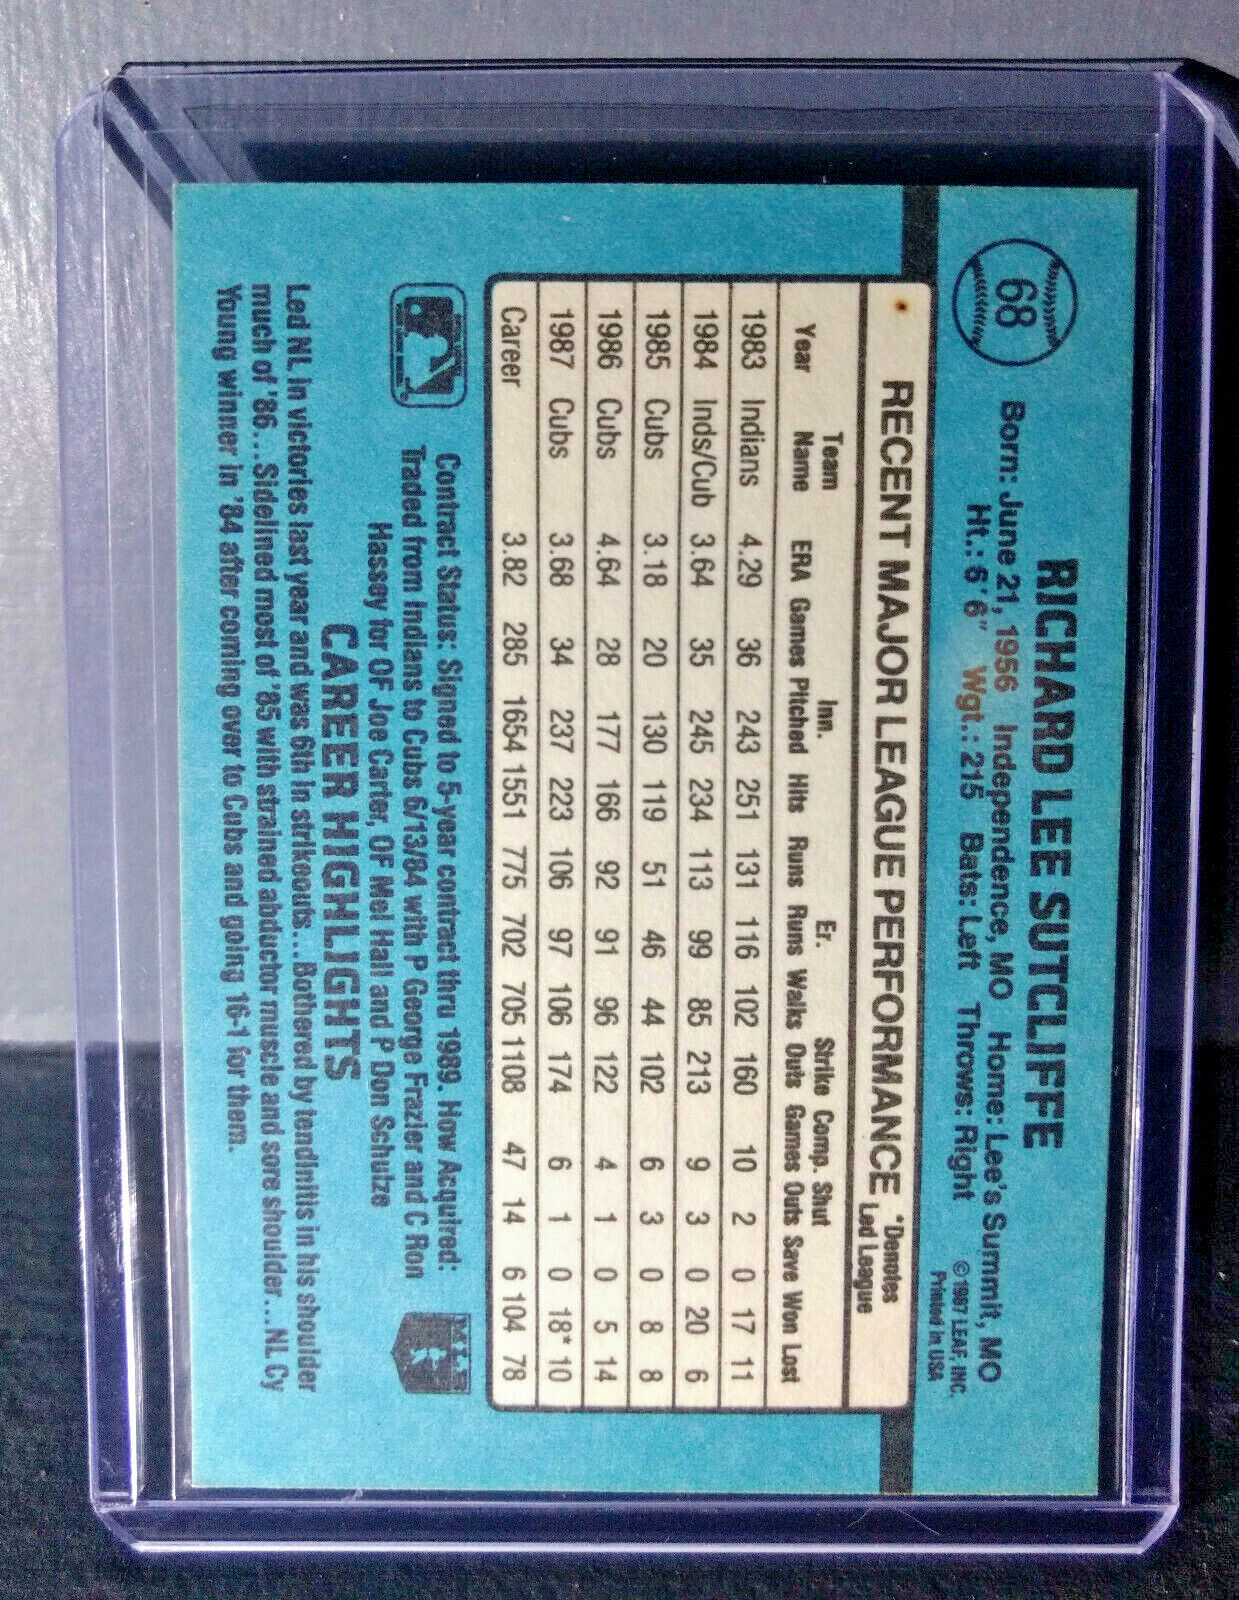 68
RICHARD LEE SUTCLIFFE
Born: June 21, 1956 Independence, MO Home: Lee's Summit, MO
Ht.: 6'6" Wgt.: 215 Bats: Left Throws: Right
©1987 LEAF, INC.
Printed in USA
RECENT MAJOR LEAGUE PERFORMANCE *Denotes Led League
Team Inn. Er. Strike Comp. Shut
Year Name ERA Games Pitched Hits Runs Runs Walks Outs Games Outs Save Won Lost
1983 Indians 4.29 36 243 251 131 116 102 160 10 2 0 17 11
1984 Inds/Cub 3.64 35 245 234 113 99 85 213 9 3 0 20 6
1985 Cubs 3.18 20 130 119 51 46 44 102 6 3 0 8 8
1986 Cubs 4.64 28 177 166 92 91 96 122 4 1 0 5 14
1987 Cubs 3.68 34 237 223 106 97 106 174 6 1 0 18* 10
Career 3.82 285 1654 1551 775 702 705 1108 47 14 6 104 78
Contract Status: Signed to 5-year contract thru 1989. How Acquired:
Traded from Indians to Cubs 6/13/84 with P George Frazier and C Ron
Hassey for OF Joe Carter, OF Mel Hall and P Don Schulze
CAREER HIGHLIGHTS
Led NL in victories last year and was 6th in strikeouts...Bothered by tendinitis in his shoulder
much of '86...Sidelined most of '85 with strained abductor muscle and sore shoulder...NL Cy
Young winner in '84 after coming over to Cubs and going 16-1 for them.